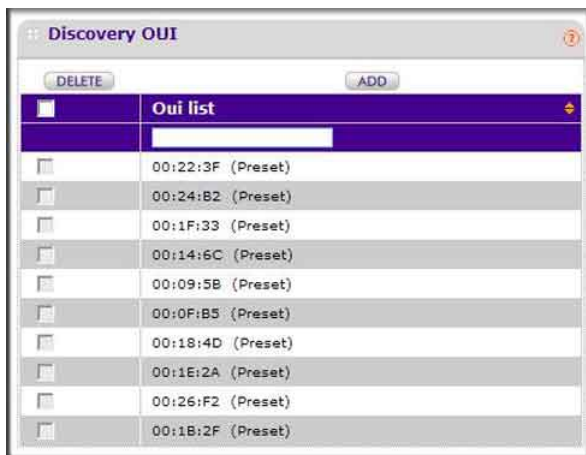 Discovery OUI
?
DELETE ADD
Oui list
00:22:3F (Preset)
00:24:B2 (Preset)
00:1F:33 (Preset)
00:14:6C (Preset)
00:09:5B (Preset)
00:0F:B5 (Preset)
00:18:4D (Preset)
00:1E:2A (Preset)
00:26:F2 (Preset)
00:1B:2F (Preset)